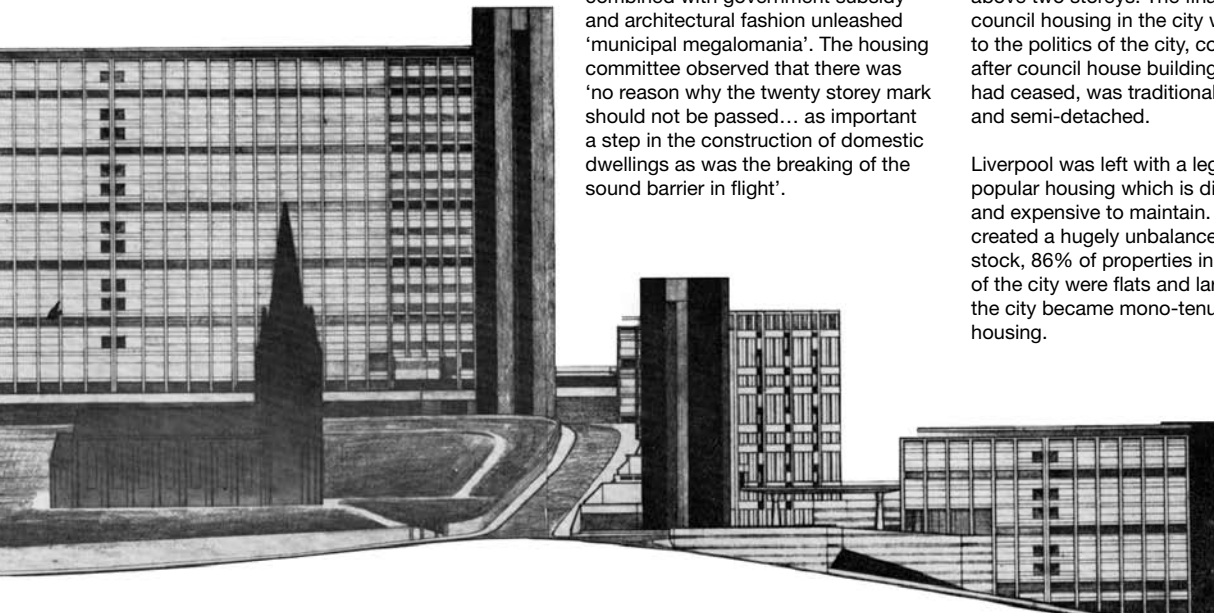 combined with government subsidy
and architectural fashion unleashed
‘municipal megalomania’. The housing
committee observed that there was
‘no reason why the twenty storey mark
should not be passed… as important
a step in the construction of domestic
dwellings as was the breaking of the
sound barrier in flight’.
above two storeys. The
council housing in the city
to the politics of the city,
after council house building
had ceased, was
and semi-detached.
Liverpool was left with a
popular housing which is
and expensive to maintain.
created a hugely
stock, 86% of properties in
of the city were flats and
the city became
housing.